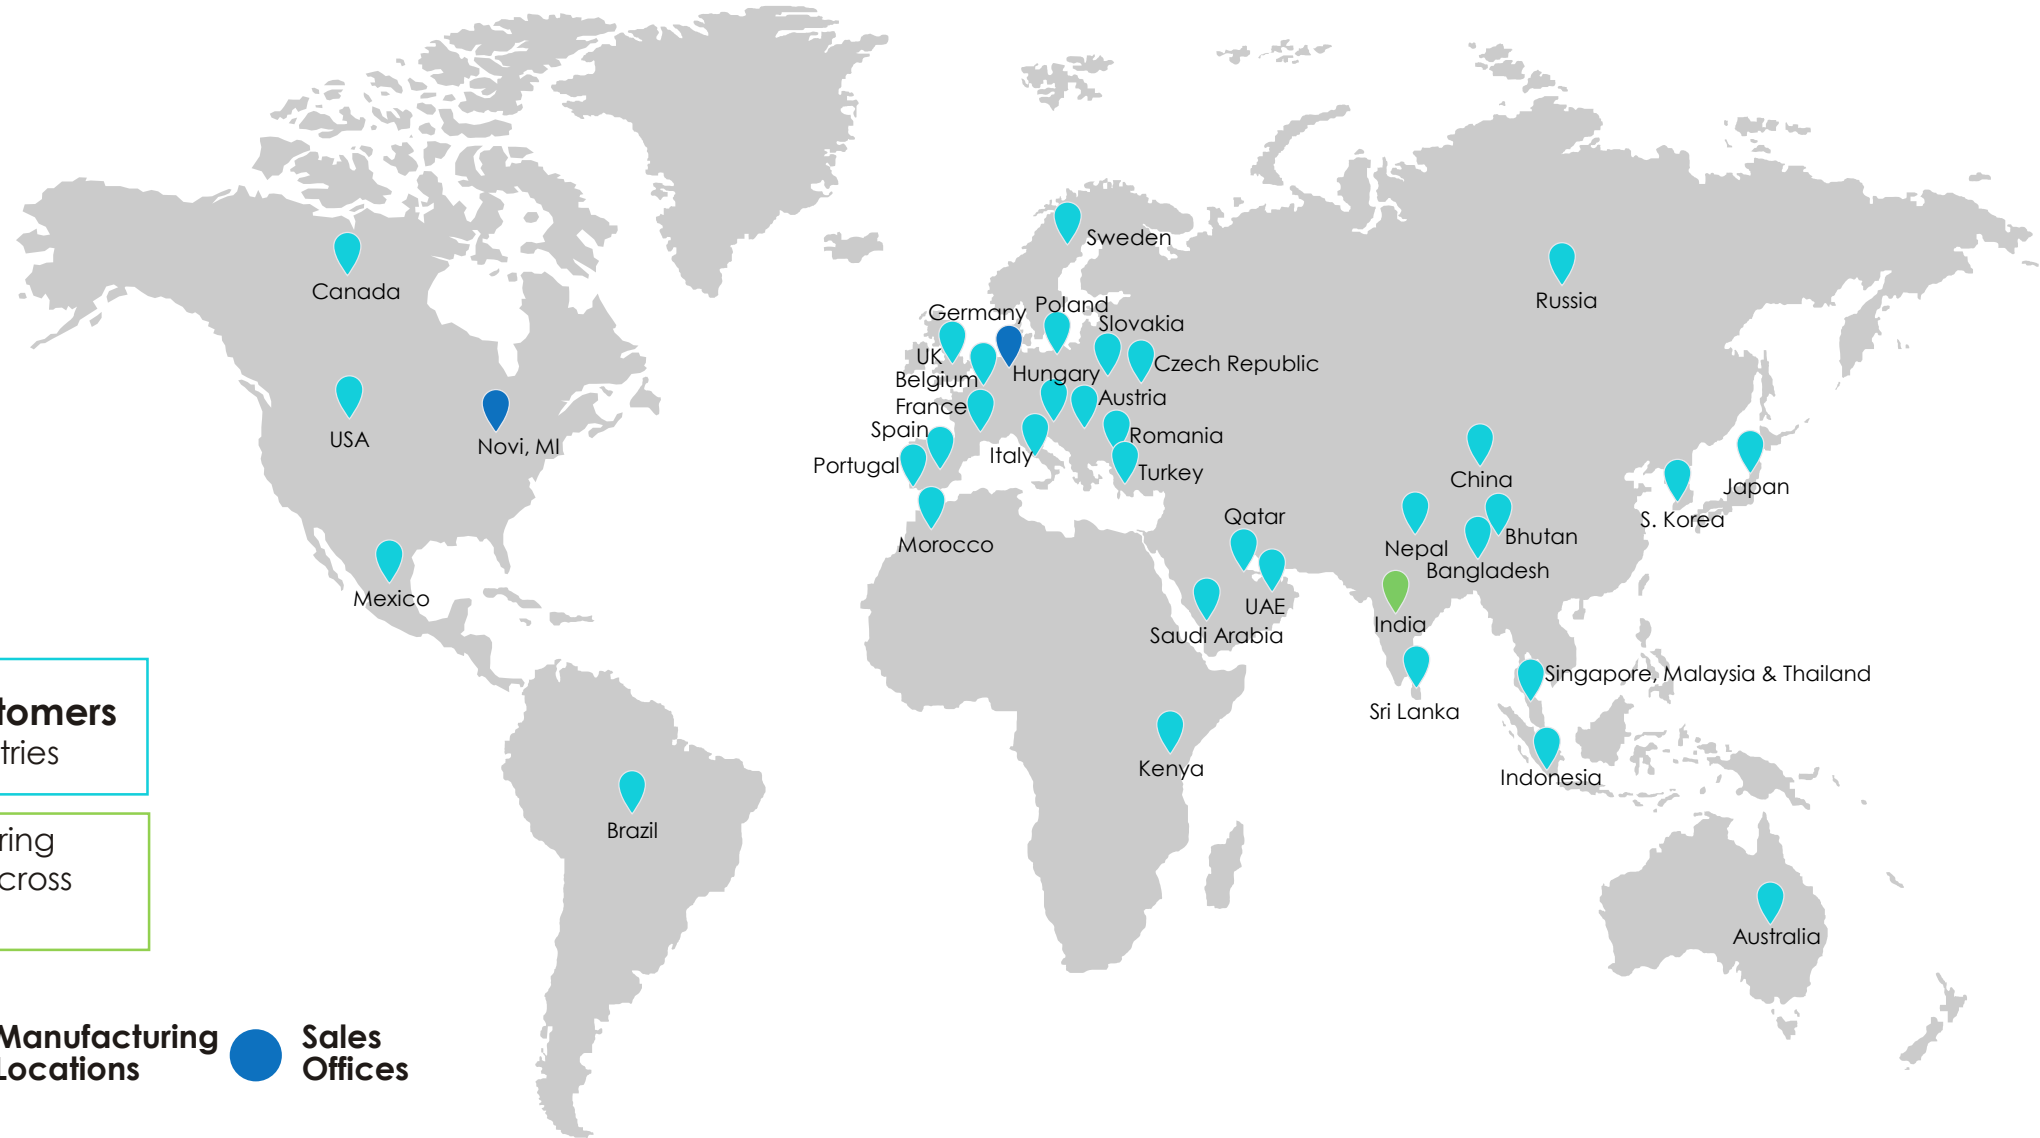 Sweden
Canada
Russia
Germany
Poland
Slovakia
UK
Czech Republic
Hungary
Belgium
Austria
France
Spain
Romania
USA
Novi, MI
Italy
Portugal
Turkey
China
Japan
Qatar
S. Korea
Bhutan
Morocco
Nepal
Bangladesh
Mexico
UAE
India
Saudi Arabia
Singapore, Malaysia & Thailand
Sri Lanka
Kenya
Indonesia
Brazil
Australia
tomers
tries
ring
cross
Manufacturing
Locations
Sales
Offices